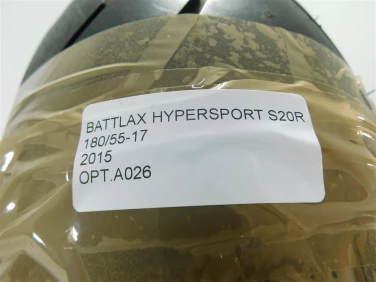 BATTLAX HYPERSPORT S20R
180/55-17
2015
OPT.A026